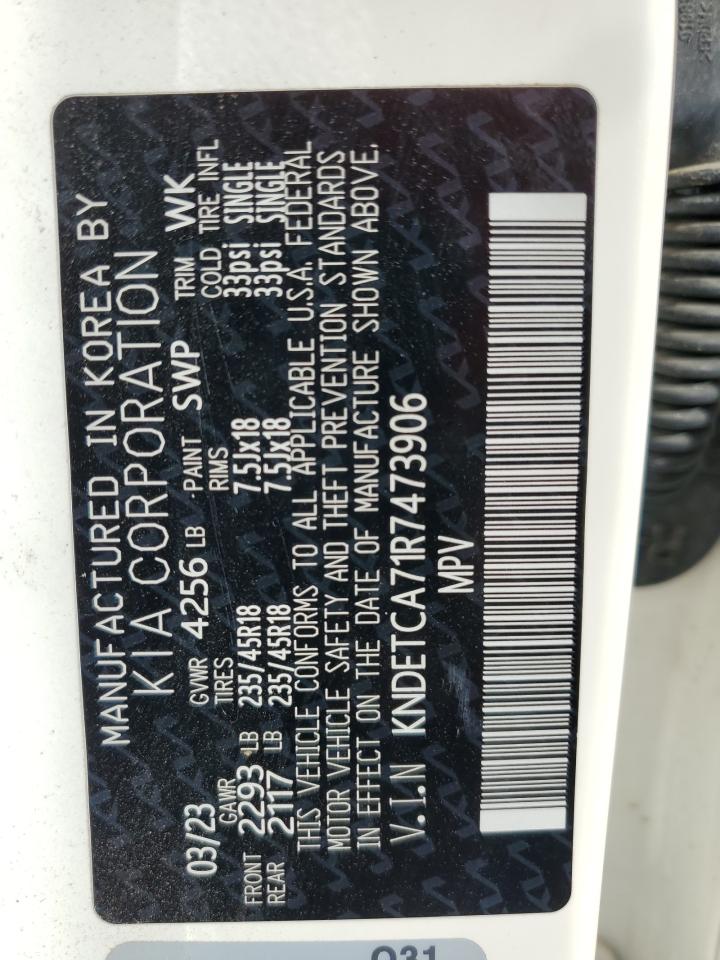 MANUFACTURED IN KOREA BY
KIA CORPORATION
03/23 GVWR 4256 LB PAINT SWP TRIM WK
GAWR TIRES RIMS COLD TIRE INFL
FRONT 2293 LB 235/45R18 7.5Jx18 33psi SINGLE
REAR 2117 LB 235/45R18 7.5Jx18 33psi SINGLE
THIS VEHICLE CONFORMS TO ALL APPLICABLE U.S.A. FEDERAL
MOTOR VEHICLE SAFETY AND THEFT PREVENTION STANDARDS
IN EFFECT ON THE DATE OF MANUFACTURE SHOWN ABOVE.
V.I.N KNDETCA71R7473906
MPV
031